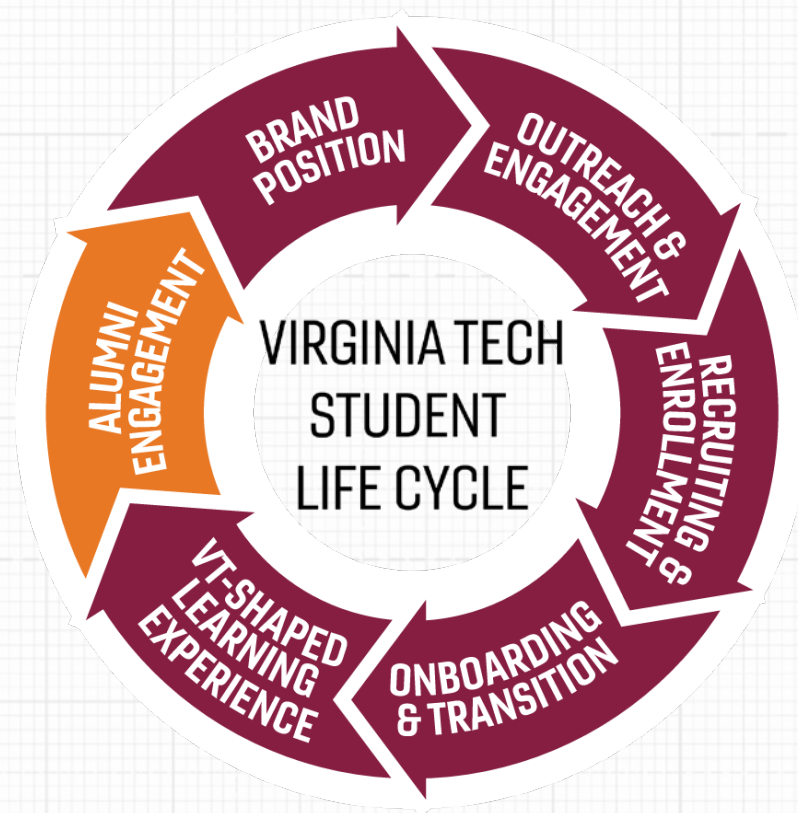 BRAND
POSITION
OUTREACH &
ENGAGEMENT
RECRUITING &
ENROLLMENT
ONBOARDING
& TRANSITION
VT-SHAPED
LEARNING
EXPERIENCE
ALUMNI
ENGAGEMENT
VIRGINIA TECH
STUDENT
LIFE CYCLE